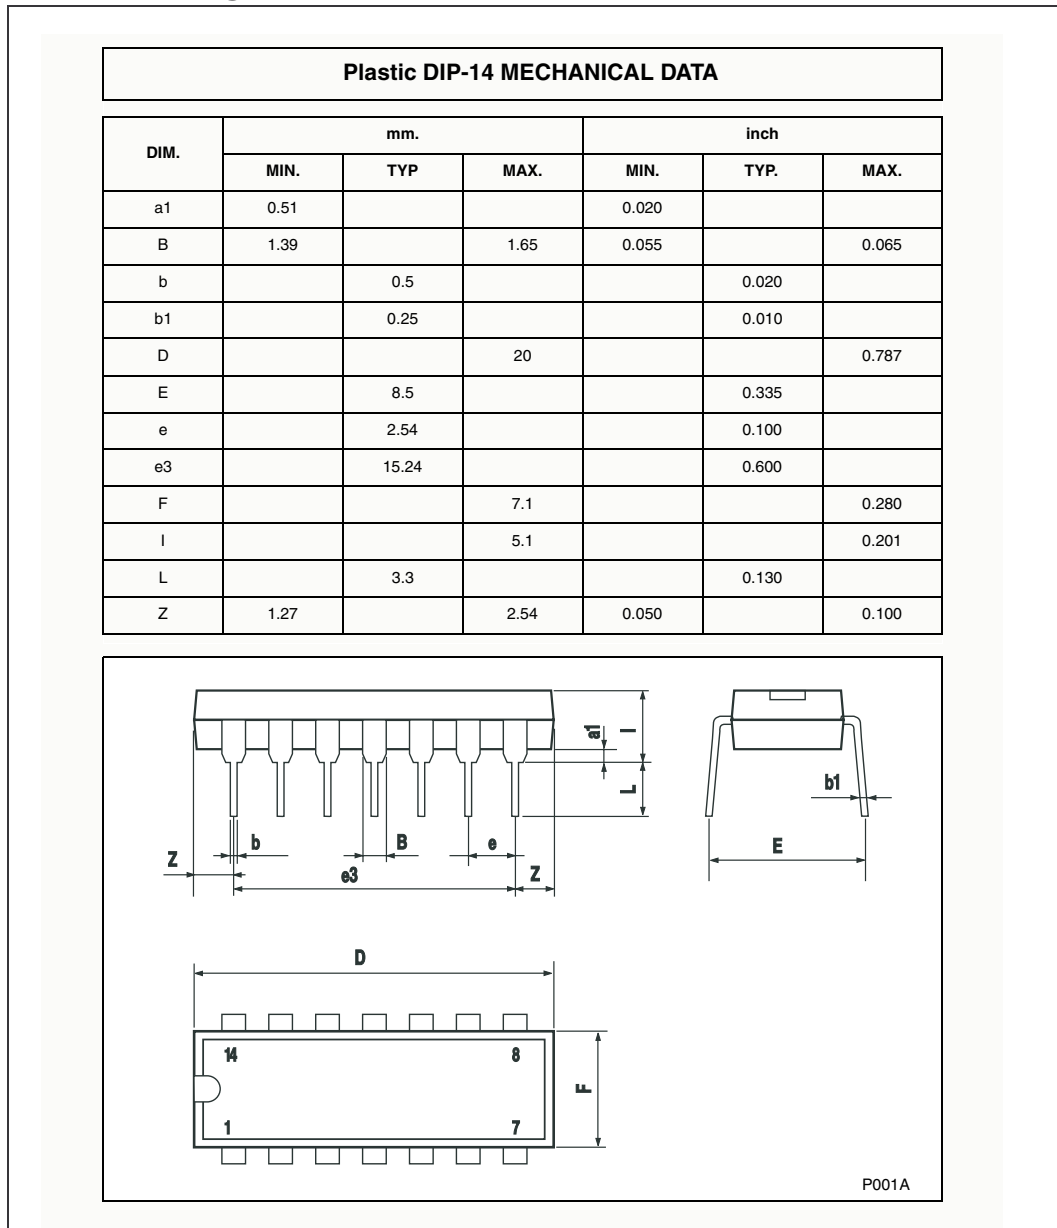 Plastic DIP-14 MECHANICAL DATA
DIM. mm. inch
MIN. TYP MAX. MIN. TYP. MAX.
a1 0.51 0.020
B 1.39 1.65 0.055 0.065
b 0.5 0.020
b1 0.25 0.010
D 20 0.787
E 8.5 0.335
e 2.54 0.100
e3 15.24 0.600
F 7.1 0.280
I 5.1 0.201
L 3.3 0.130
Z 1.27 2.54 0.050 0.100
a1 I
L b1
b B e E
Z e3 Z
D
14 8
F
1 7
P001A